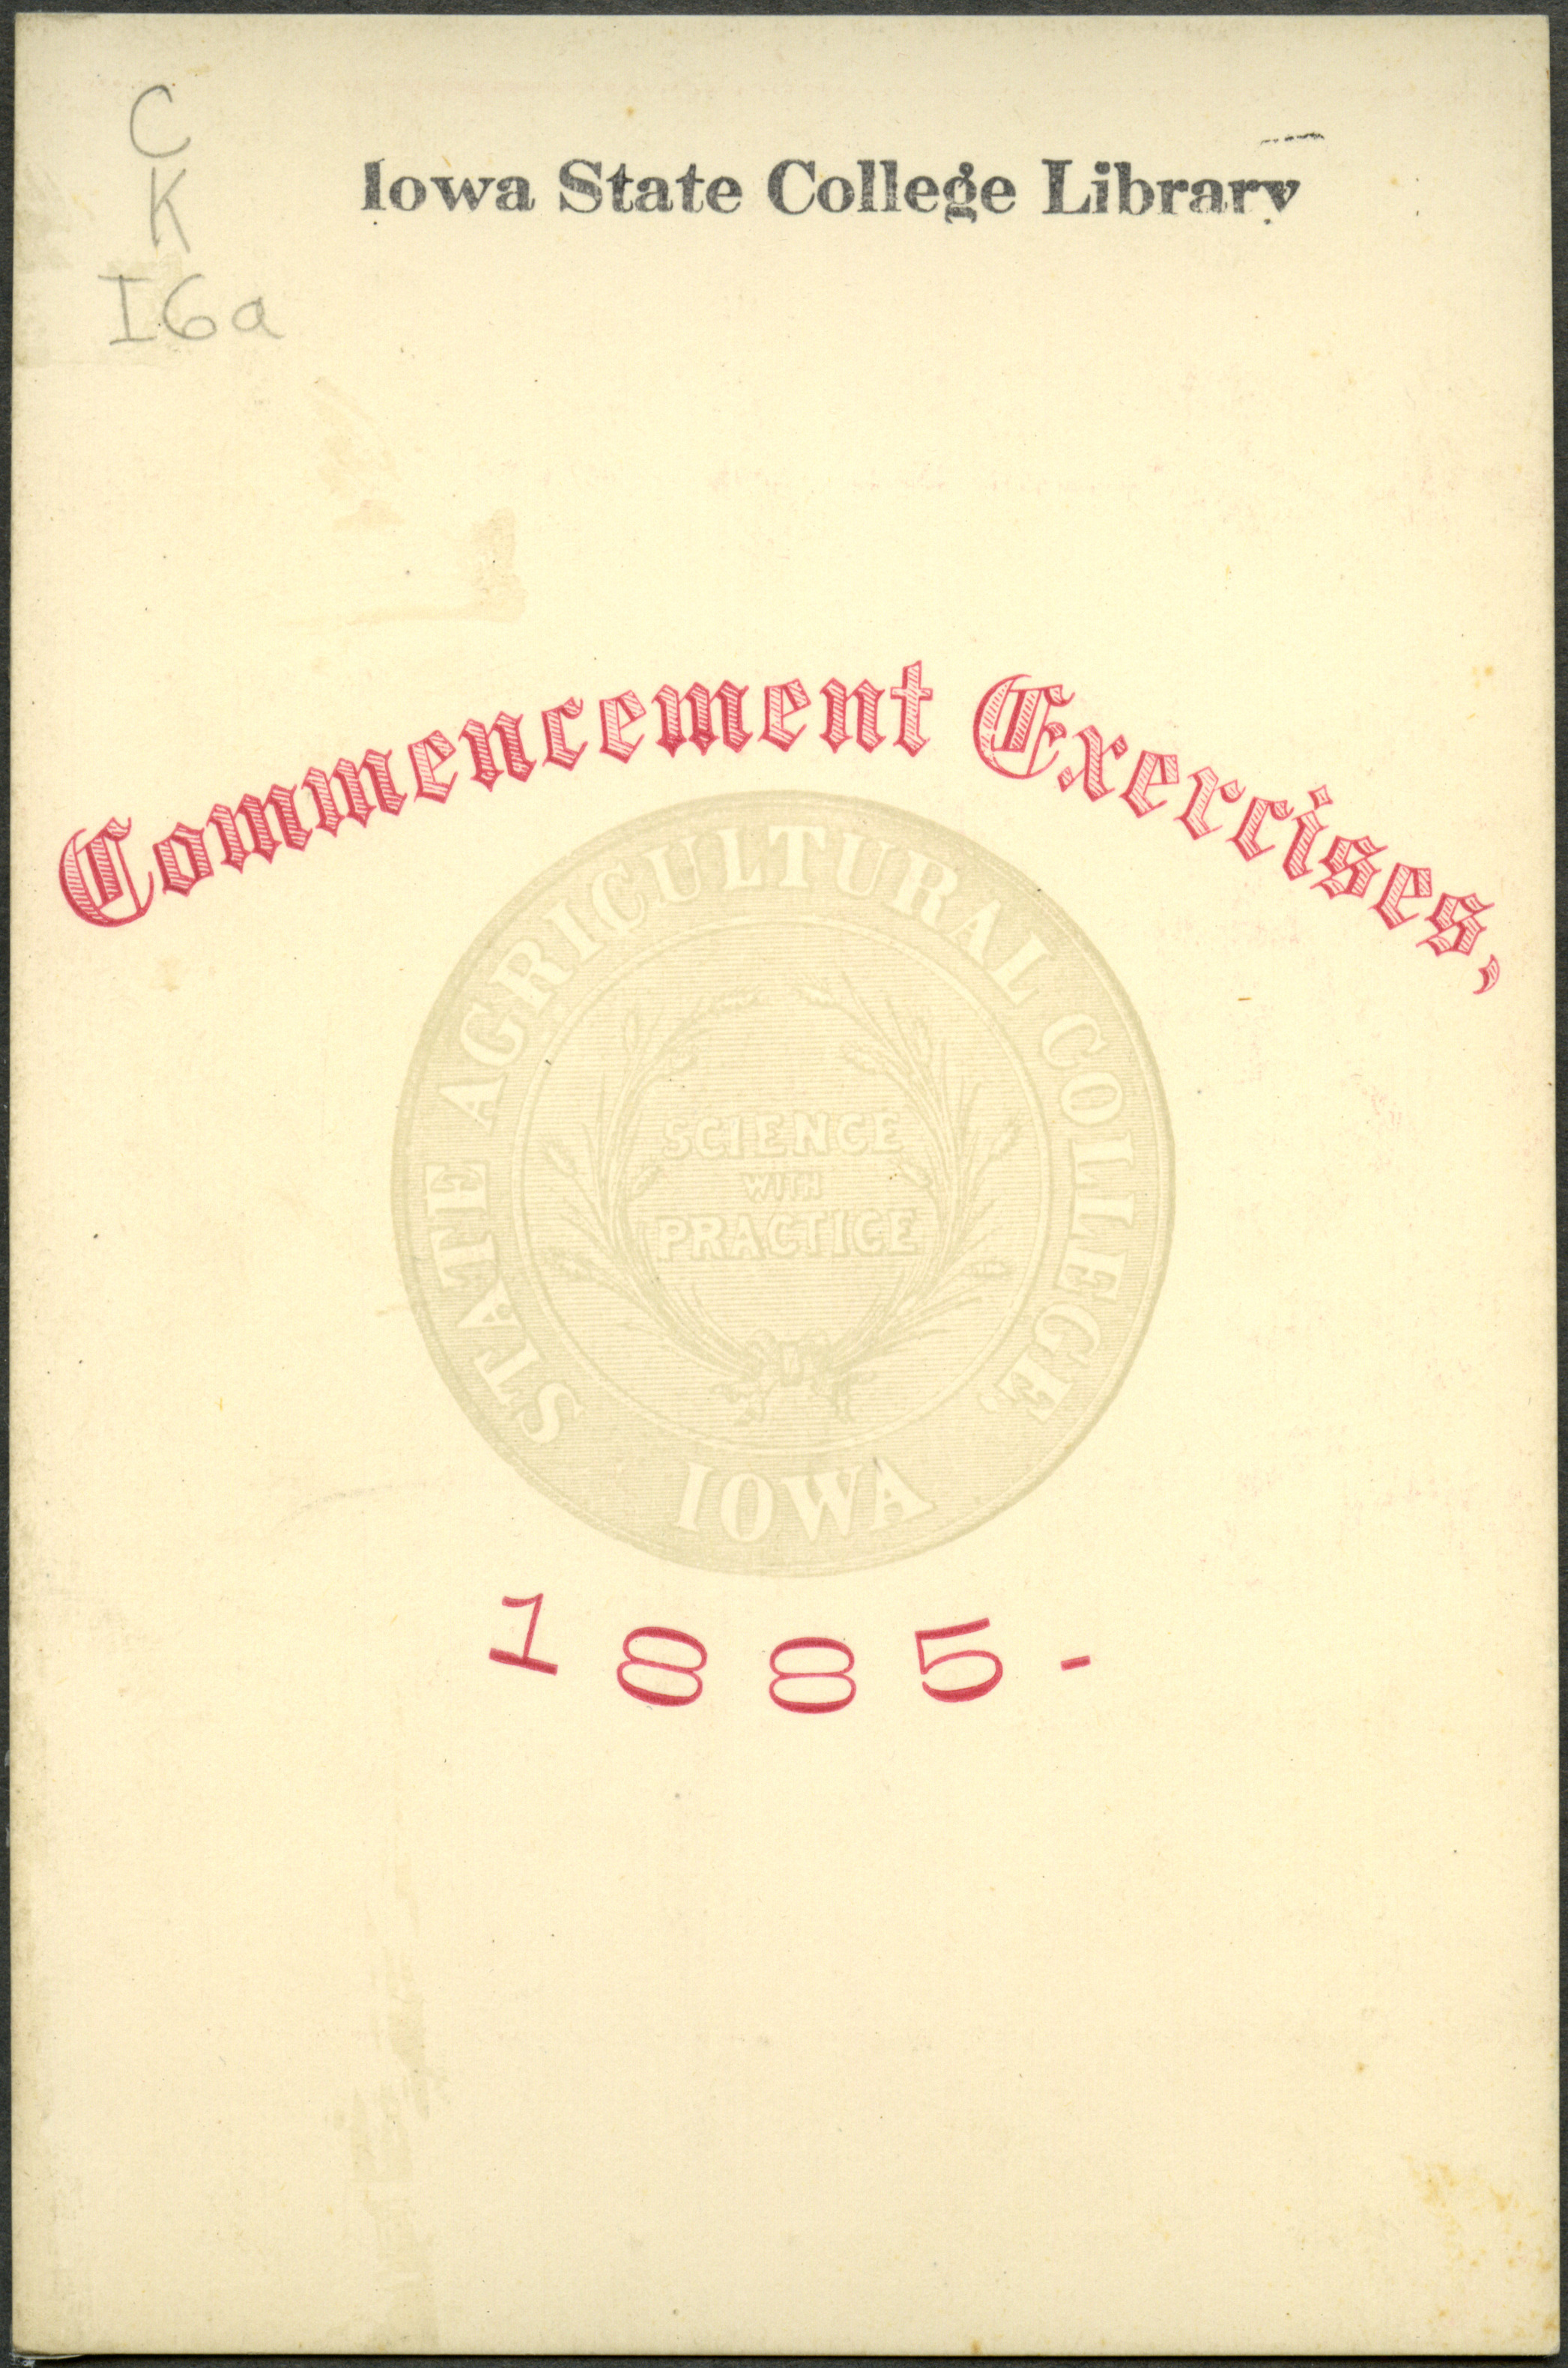 C
K
I6a
Iowa State College Library
Commencement Exercises,
STATE AGRICULTURAL COLLEGE,
SCIENCE
WITH
PRACTICE
IOWA
1885-